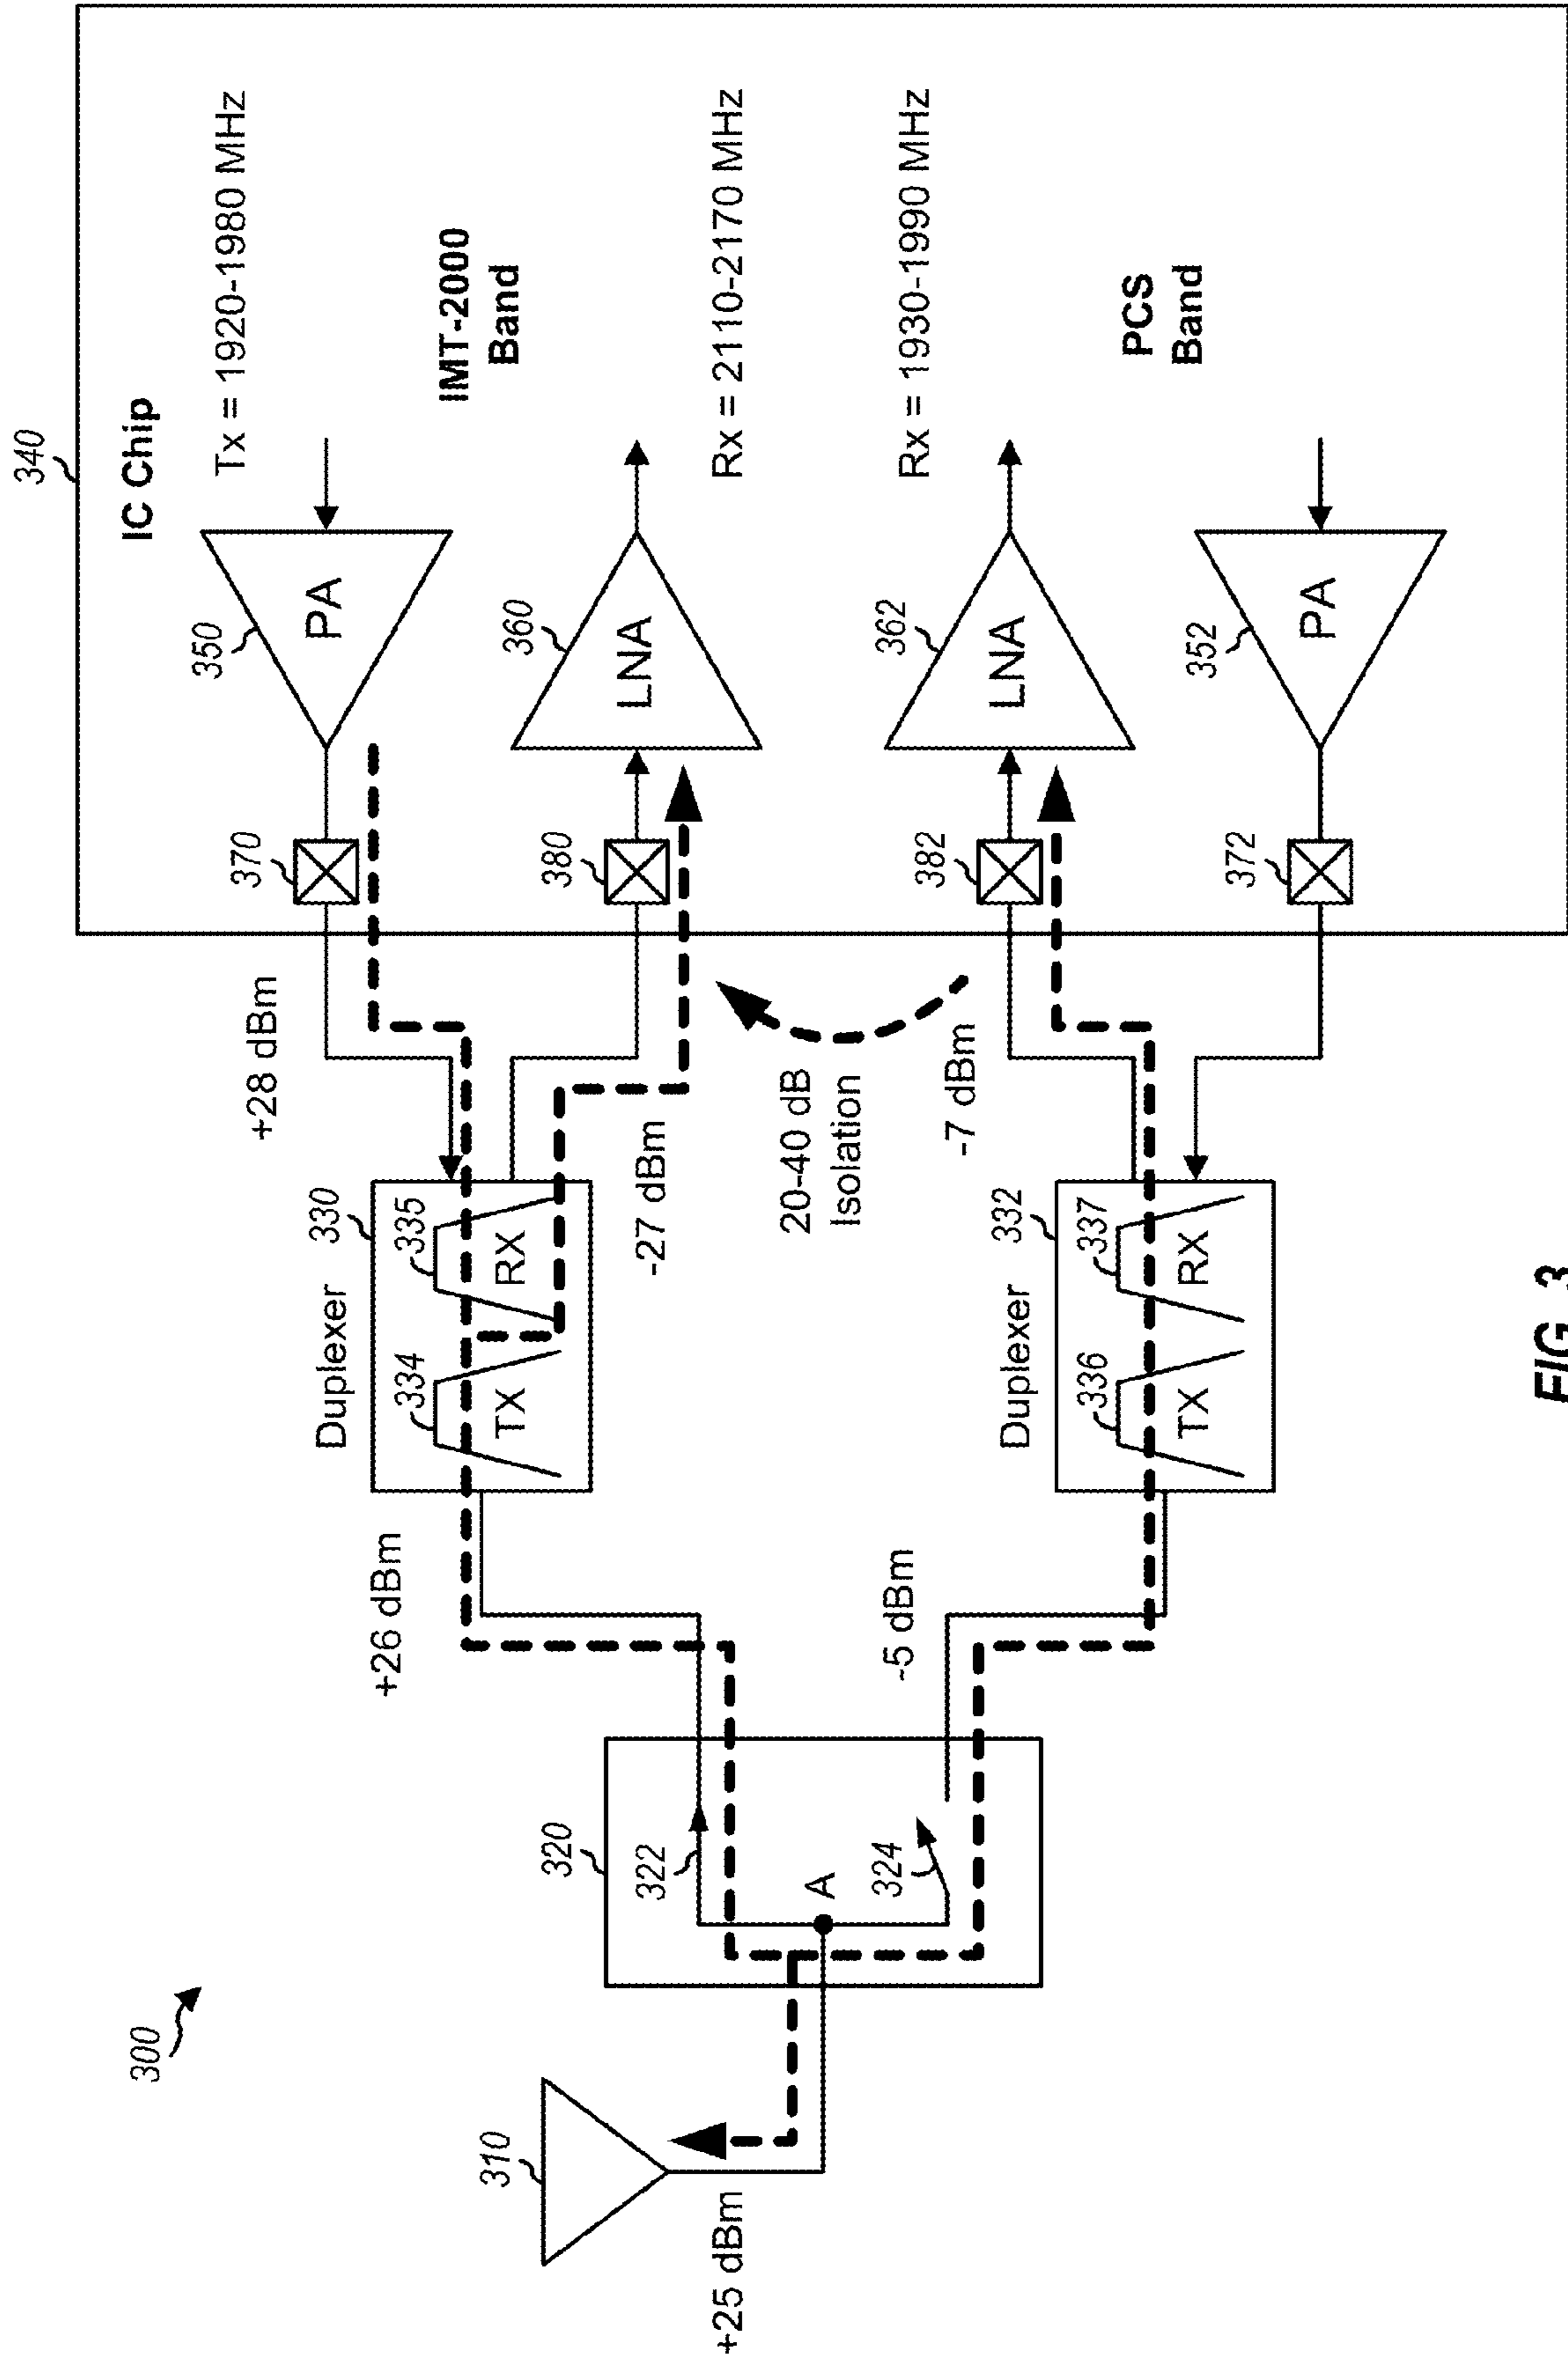 300
340
IC Chip
310
+25 dBm
320
322
A
324
+26 dBm
-5 dBm
Duplexer
330
334
TX
335
RX
Duplexer
332
336
TX
337
RX
+28 dBm
-27 dBm
20-40 dB
Isolation
-7 dBm
370
380
382
372
350
PA
360
LNA
362
LNA
352
PA
Tx = 1920-1980 MHz
IMT-2000
Band
Rx = 2110-2170 MHz
Rx = 1930-1990 MHz
PCS
Band
FIG. 3